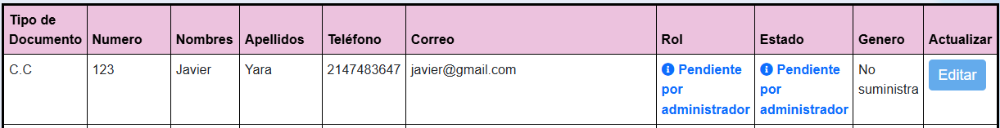 Tipo de
Documento Numero Nombres Apellidos Teléfono Correo Rol Estado Genero Actualizar
C.C 123 Javier Yara 2147483647 javier@gmail.com Pendiente Pendiente No Editar
por por suministra
administrador administrador